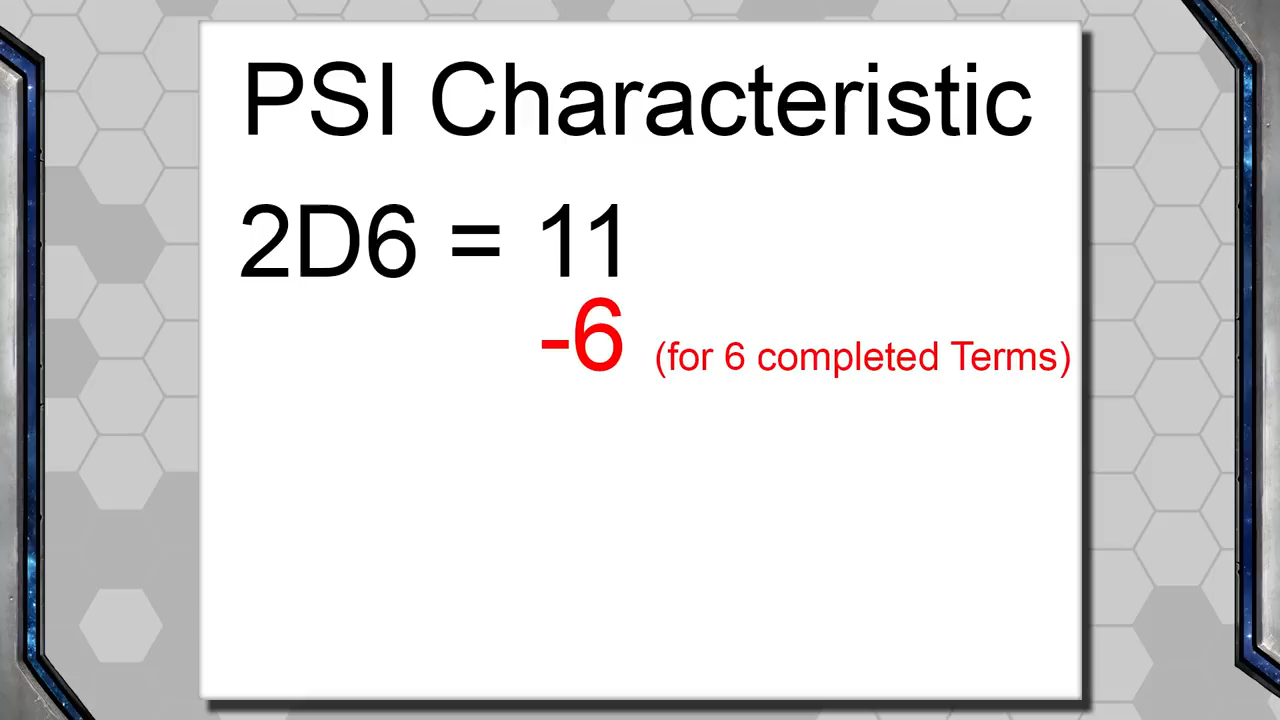 PSI Characteristic
2D6 = 11
-6 (for 6 completed Terms)